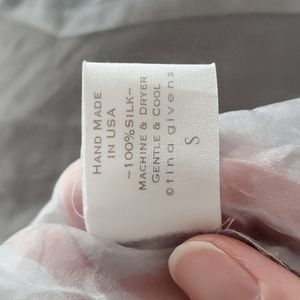 HAND MADE
IN USA
~100%SILK~
MACHINE & DRYER
GENTLE & COOL
© tina givens
S